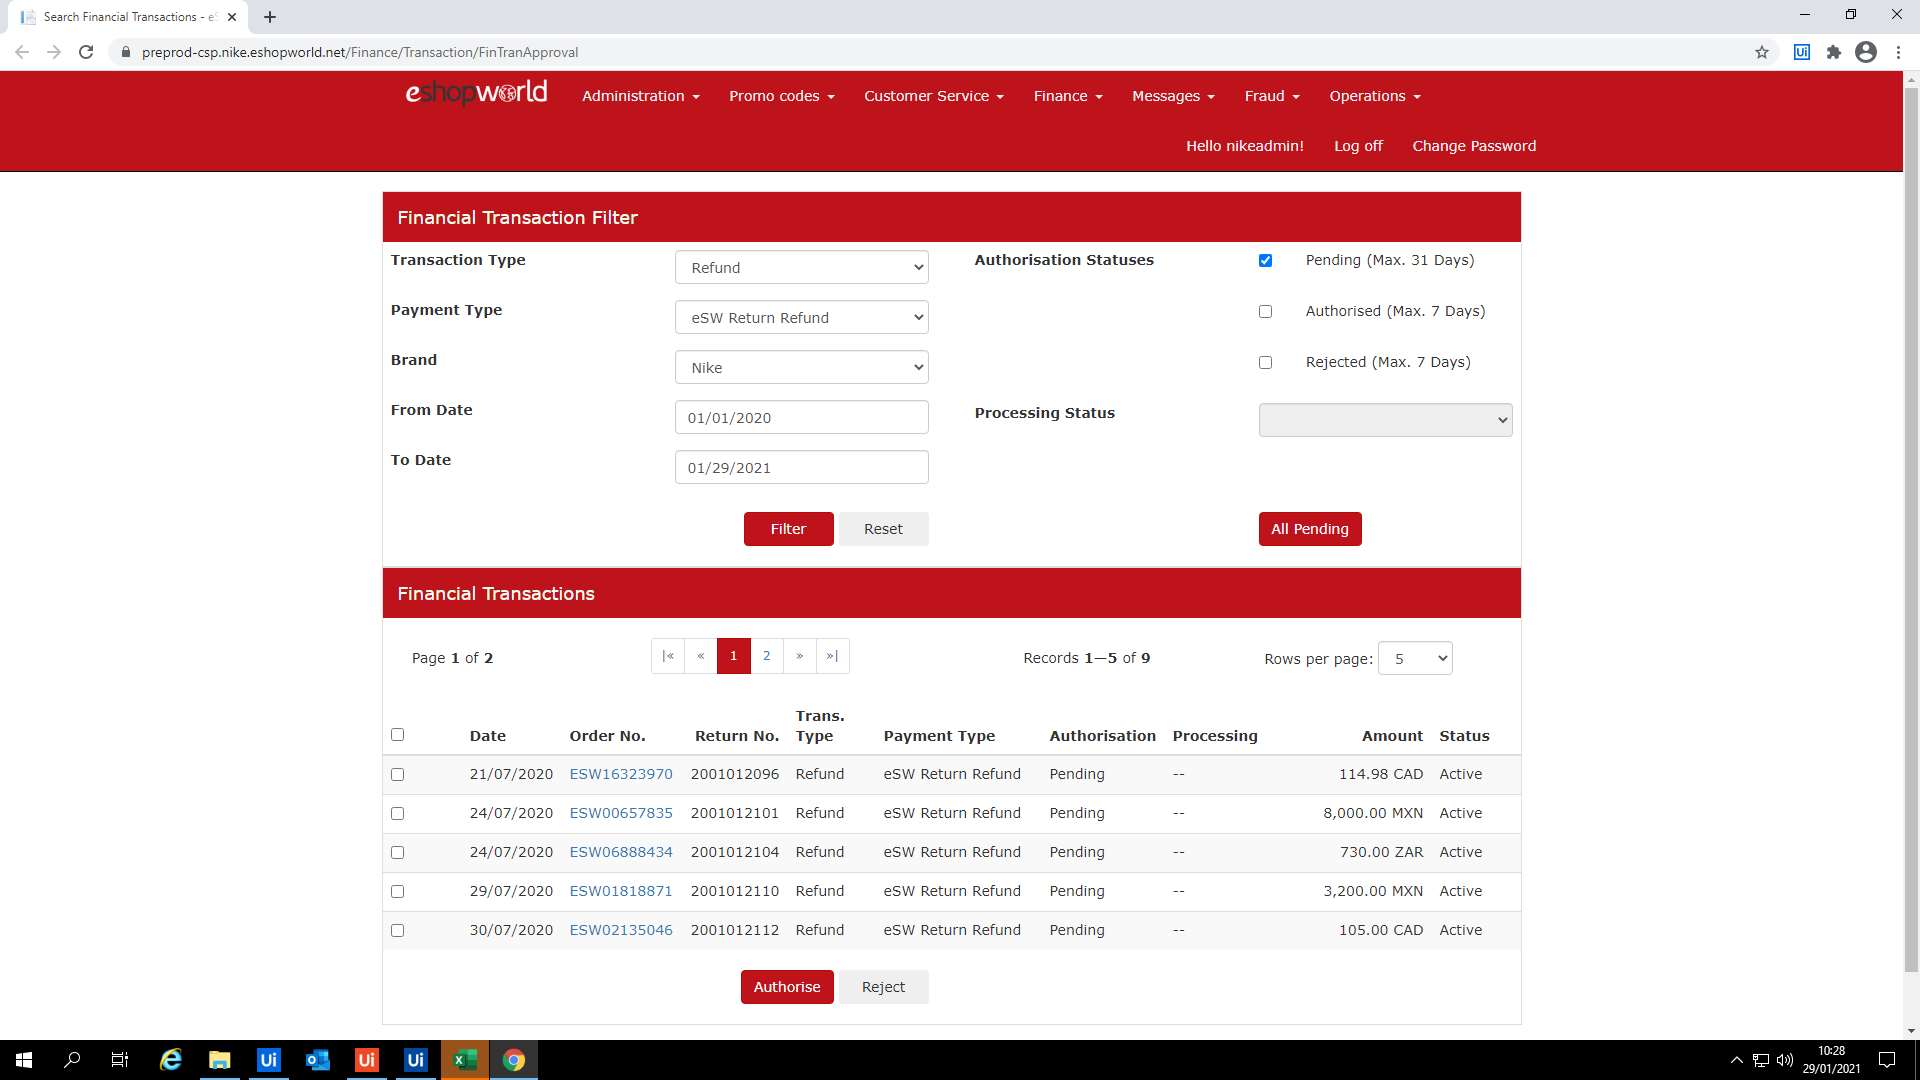 Search Financial Transactions - eS
preprod-csp.nike.eshopworld.net/Finance/Transaction/FinTranApproval
eshopworld
Administration
Promo codes
Customer Service
Finance
Messages
Fraud
Operations
Hello nikeadmin!
Log off
Change Password
Financial Transaction Filter
Transaction Type
Refund
Authorisation Statuses
Pending (Max. 31 Days)
Payment Type
eSW Return Refund
Authorised (Max. 7 Days)
Brand
Nike
Rejected (Max. 7 Days)
From Date
01/01/2020
Processing Status
To Date
01/29/2021
Filter
Reset
All Pending
Financial Transactions
Page 1 of 2
|« « 1 2 » »|
Records 1—5 of 9
Rows per page: 5
Date Order No. Return No. Trans. Type Payment Type Authorisation Processing Amount Status
21/07/2020 ESW16323970 2001012096 Refund eSW Return Refund Pending -- 114.98 CAD Active
24/07/2020 ESW00657835 2001012101 Refund eSW Return Refund Pending -- 8,000.00 MXN Active
24/07/2020 ESW06888434 2001012104 Refund eSW Return Refund Pending -- 730.00 ZAR Active
29/07/2020 ESW01818871 2001012110 Refund eSW Return Refund Pending -- 3,200.00 MXN Active
30/07/2020 ESW02135046 2001012112 Refund eSW Return Refund Pending -- 105.00 CAD Active
Authorise
Reject
10:28
29/01/2021